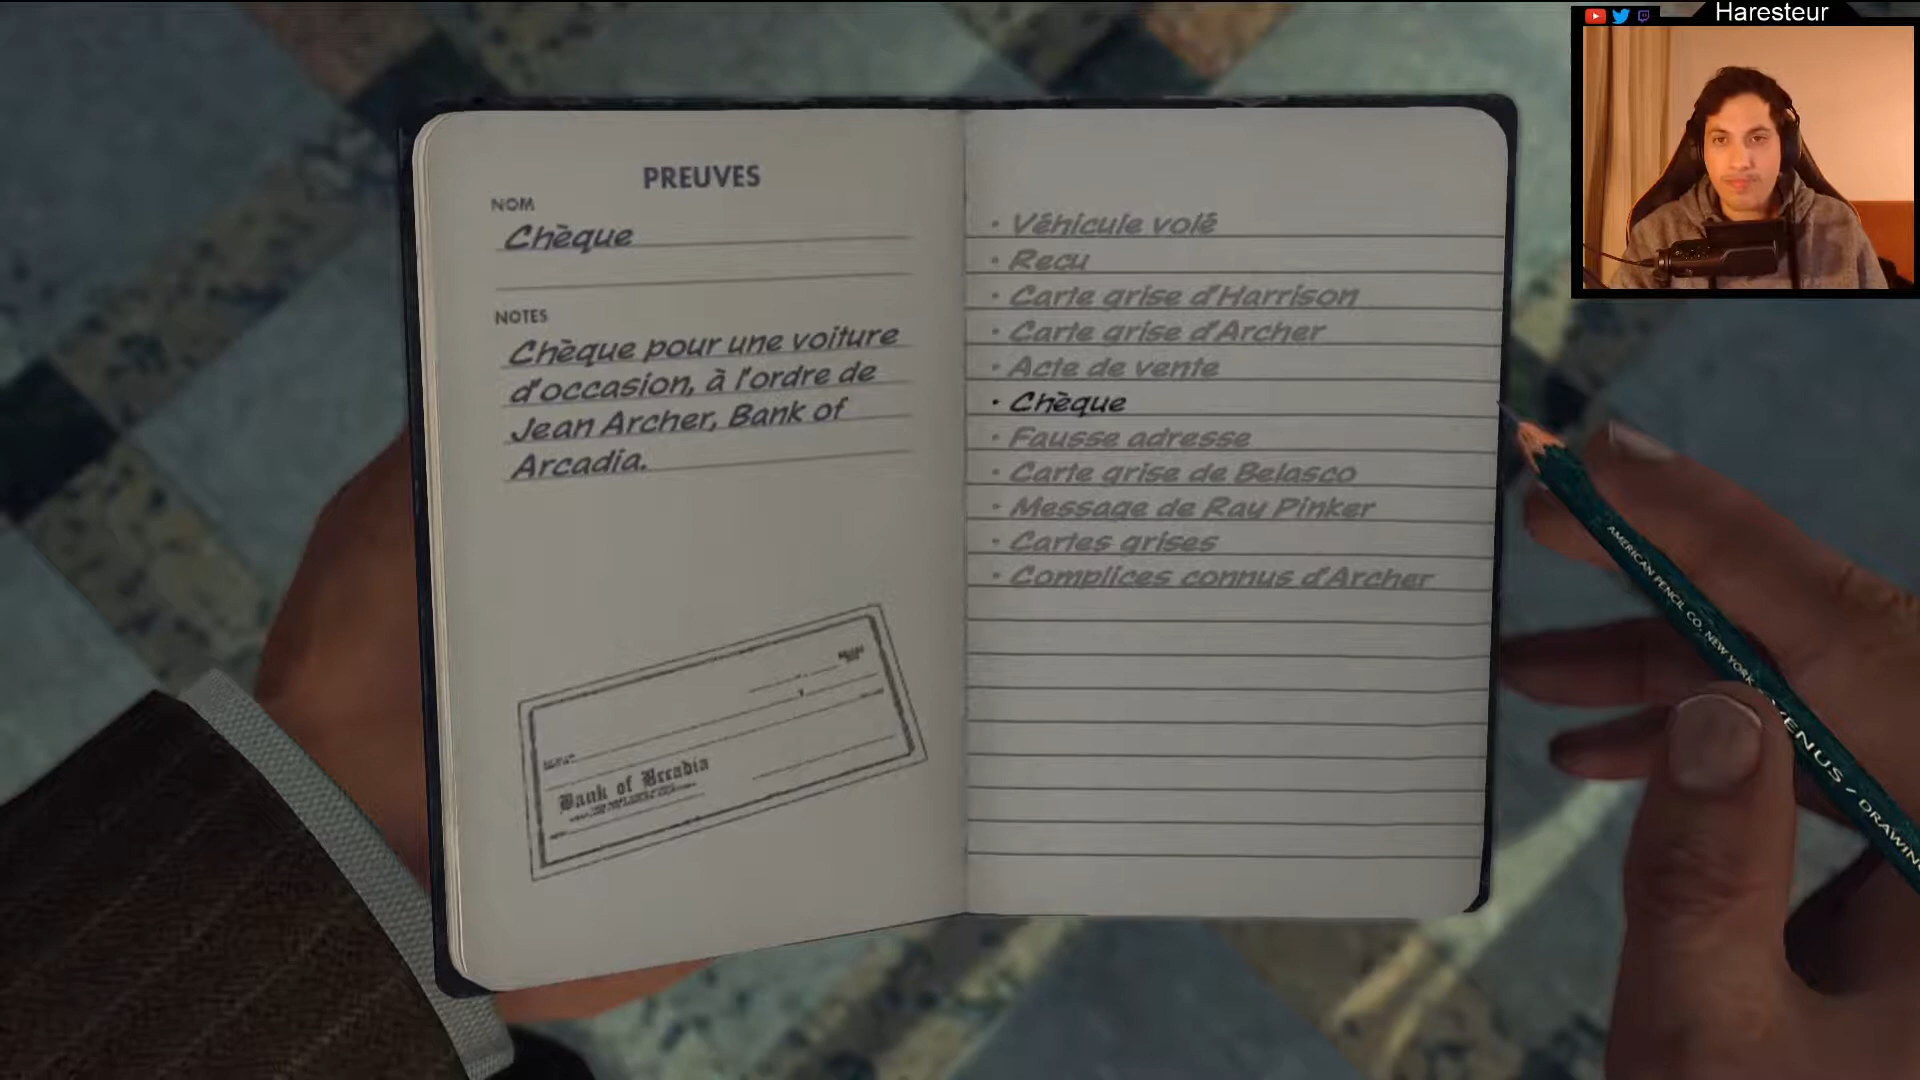 Haresteur
PREUVES
NOM
Chèque
NOTES
Chèque pour une voiture
d'occasion, à l'ordre de
Jean Archer, Bank of
Arcadia.
Bank of Arcadia
• Véhicule volé
• Recu
• Carte grise d'Harrison
• Carte grise d'Archer
• Acte de vente
• Chèque
• Fausse adresse
• Carte grise de Belasco
• Message de Ray Pinker
• Cartes grises
• Complices connus d'Archer
AMERICAN PENCIL CO. NEW YORK VENUS / DRAWING